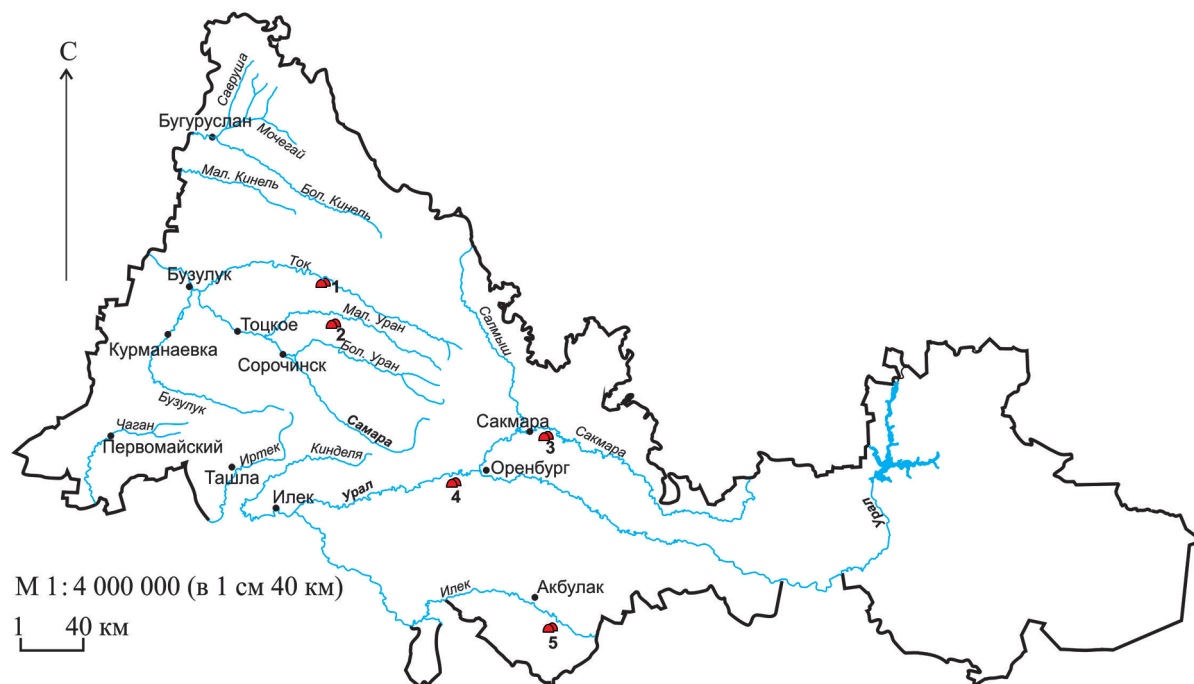 С
Савруша
Бугуруслан
Мочегай
Мал. Кинель
Бол. Кинель
Ток
Бузулук
1
Салмыш
Мал. Уран
Тоцкое
2
Курманаевка
Сорочинск
Бол. Уран
Бузулук
Чаган
Первомайский
Самара
Сакмара
3
Сакмара
Иртек
Кинделя
Ташла
Оренбург
Урал
4
Илек
Урал
М 1 : 4 000 000 (в 1 см 40 км)
Илек
Акбулак
1 40 км
5